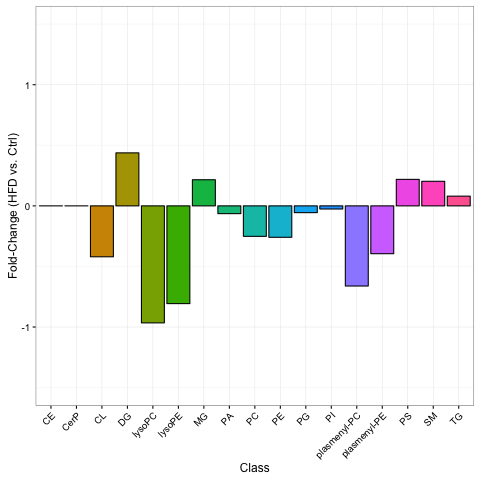 Fold-Change (HFD vs. Ctrl)
1
0
-1
CE
CerP
CL
DG
lysoPC
lysoPE
MG
PA
PC
PE
PG
PI
plasmenyl-PC
plasmenyl-PE
PS
SM
TG
Class